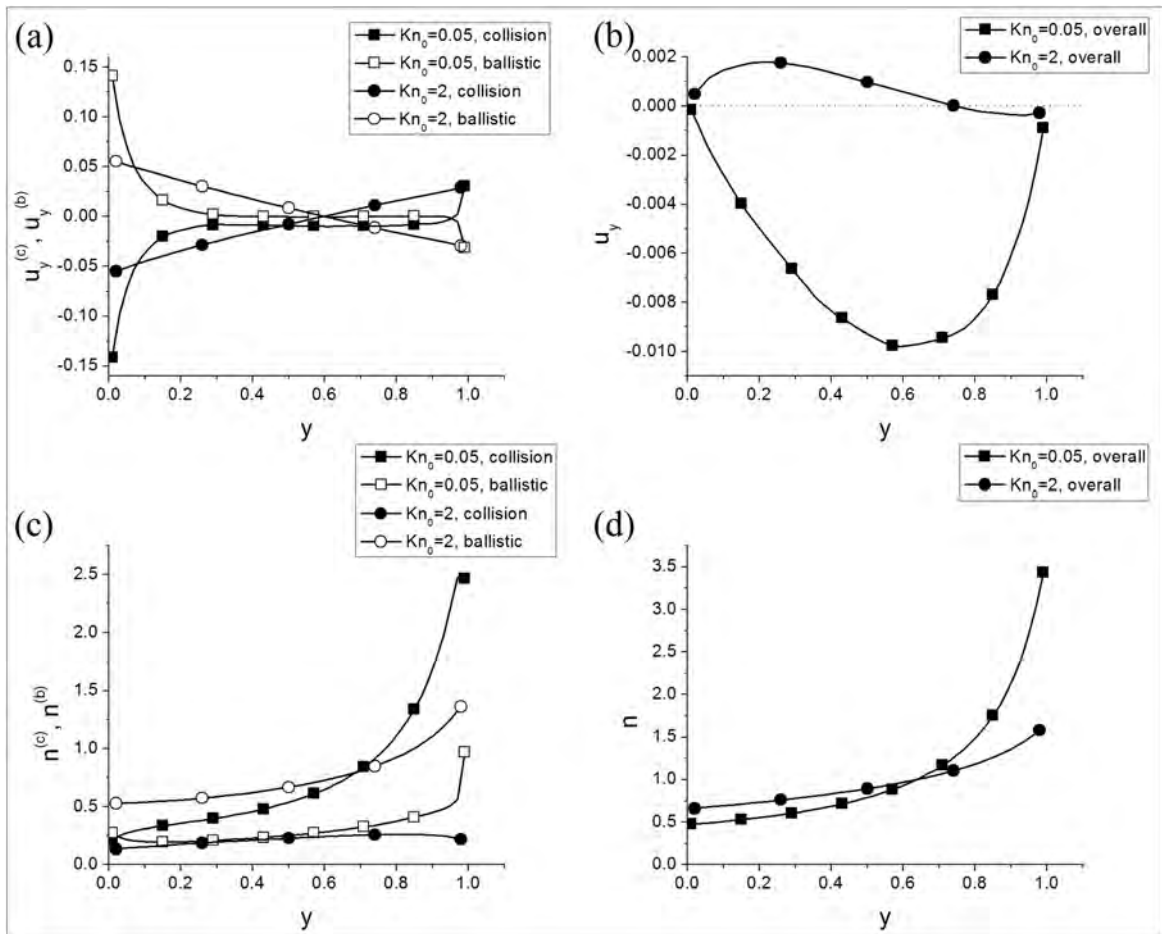 (a)
Kn₀=0.05, collision
Kn₀=0.05, ballistic
Kn₀=2, collision
Kn₀=2, ballistic
0.15
0.10
0.05
0.00
-0.05
-0.10
-0.15
u_y^(c), u_y^(b)
0.0 0.2 0.4 0.6 0.8 1.0
y
(b)
Kn₀=0.05, overall
Kn₀=2, overall
0.002
0.000
-0.002
-0.004
-0.006
-0.008
-0.010
u_y
0.0 0.2 0.4 0.6 0.8 1.0
y
(c)
Kn₀=0.05, collision
Kn₀=0.05, ballistic
Kn₀=2, collision
Kn₀=2, ballistic
2.5
2.0
1.5
1.0
0.5
0.0
n^(c), n^(b)
0.0 0.2 0.4 0.6 0.8 1.0
y
(d)
Kn₀=0.05, overall
Kn₀=2, overall
3.5
3.0
2.5
2.0
1.5
1.0
0.5
0.0
n
0.0 0.2 0.4 0.6 0.8 1.0
y